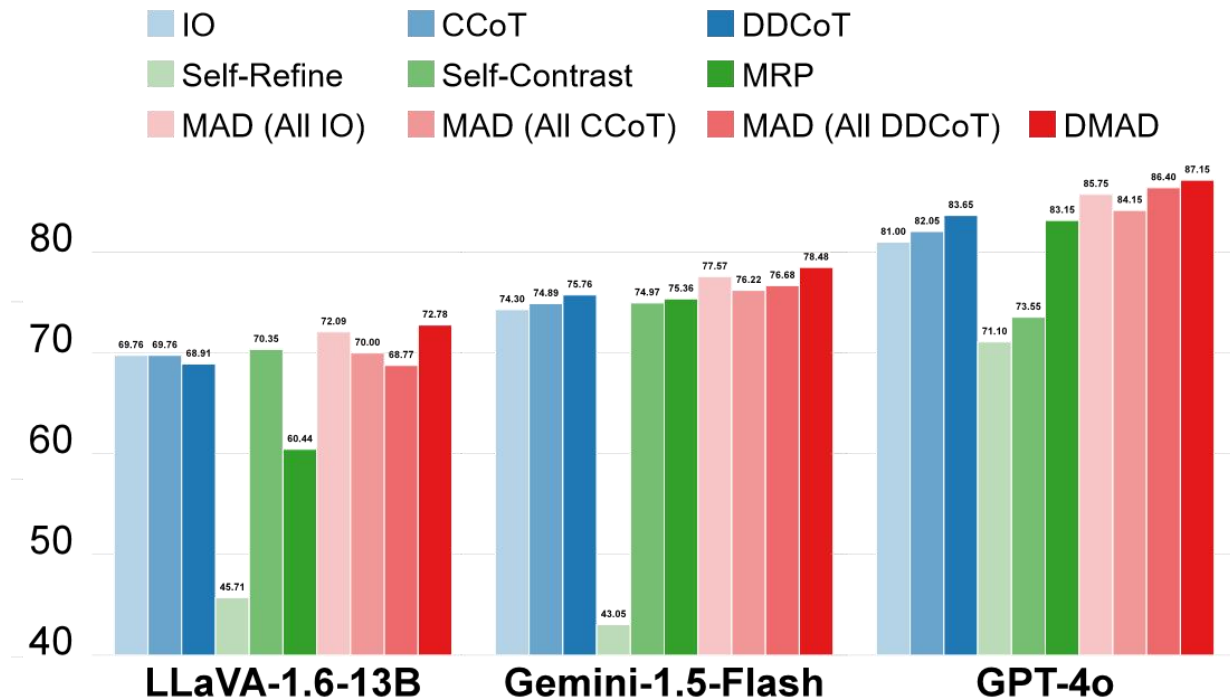 IO CCoT DDCoT
Self-Refine Self-Contrast MRP
MAD (All IO) MAD (All CCoT) MAD (All DDCoT) DMAD
80
70
60
50
40
69.76 69.76 68.91 45.71 70.35 60.44 72.09 70.00 68.77 72.78
74.30 74.89 75.76 43.05 74.97 75.36 77.57 76.22 76.68 78.48
81.00 82.05 83.65 71.10 73.55 83.15 85.75 84.15 86.40 87.15
LLaVA-1.6-13B Gemini-1.5-Flash GPT-4o